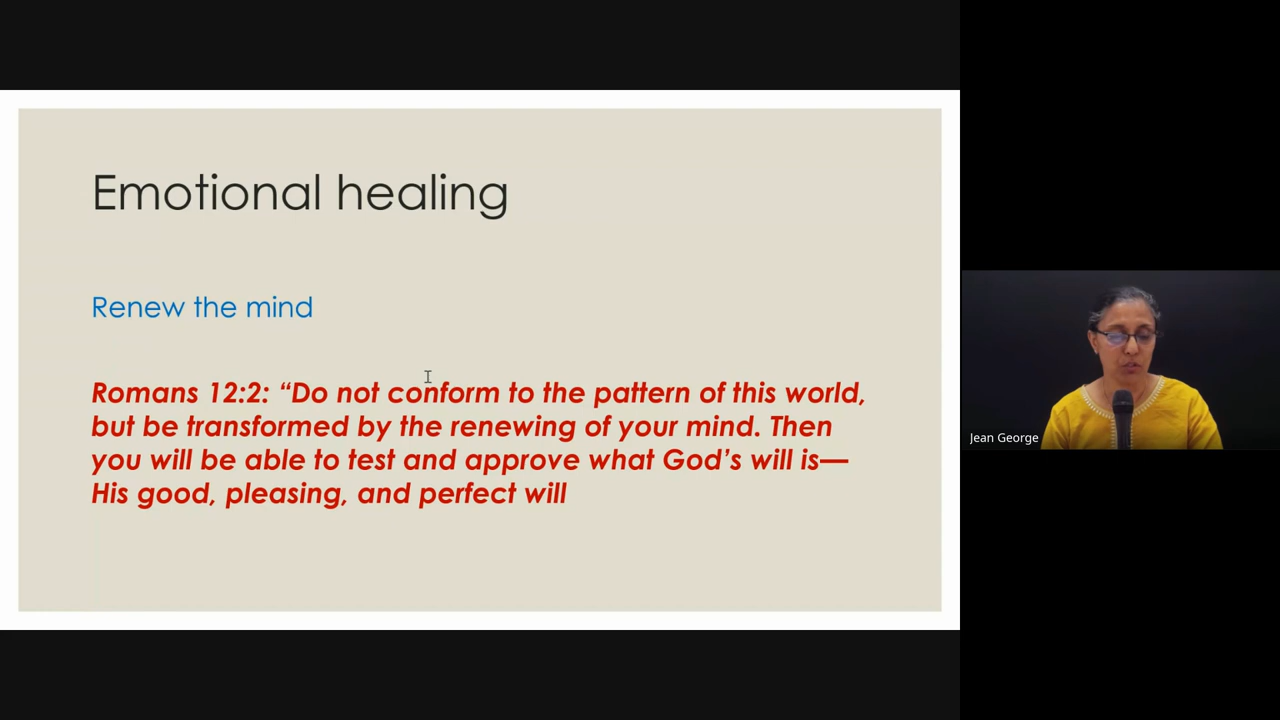 Emotional healing
Renew the mind
Romans 12:2: “Do not conform to the pattern of this world,
but be transformed by the renewing of your mind. Then
you will be able to test and approve what God’s will is—
His good, pleasing, and perfect will
Jean George